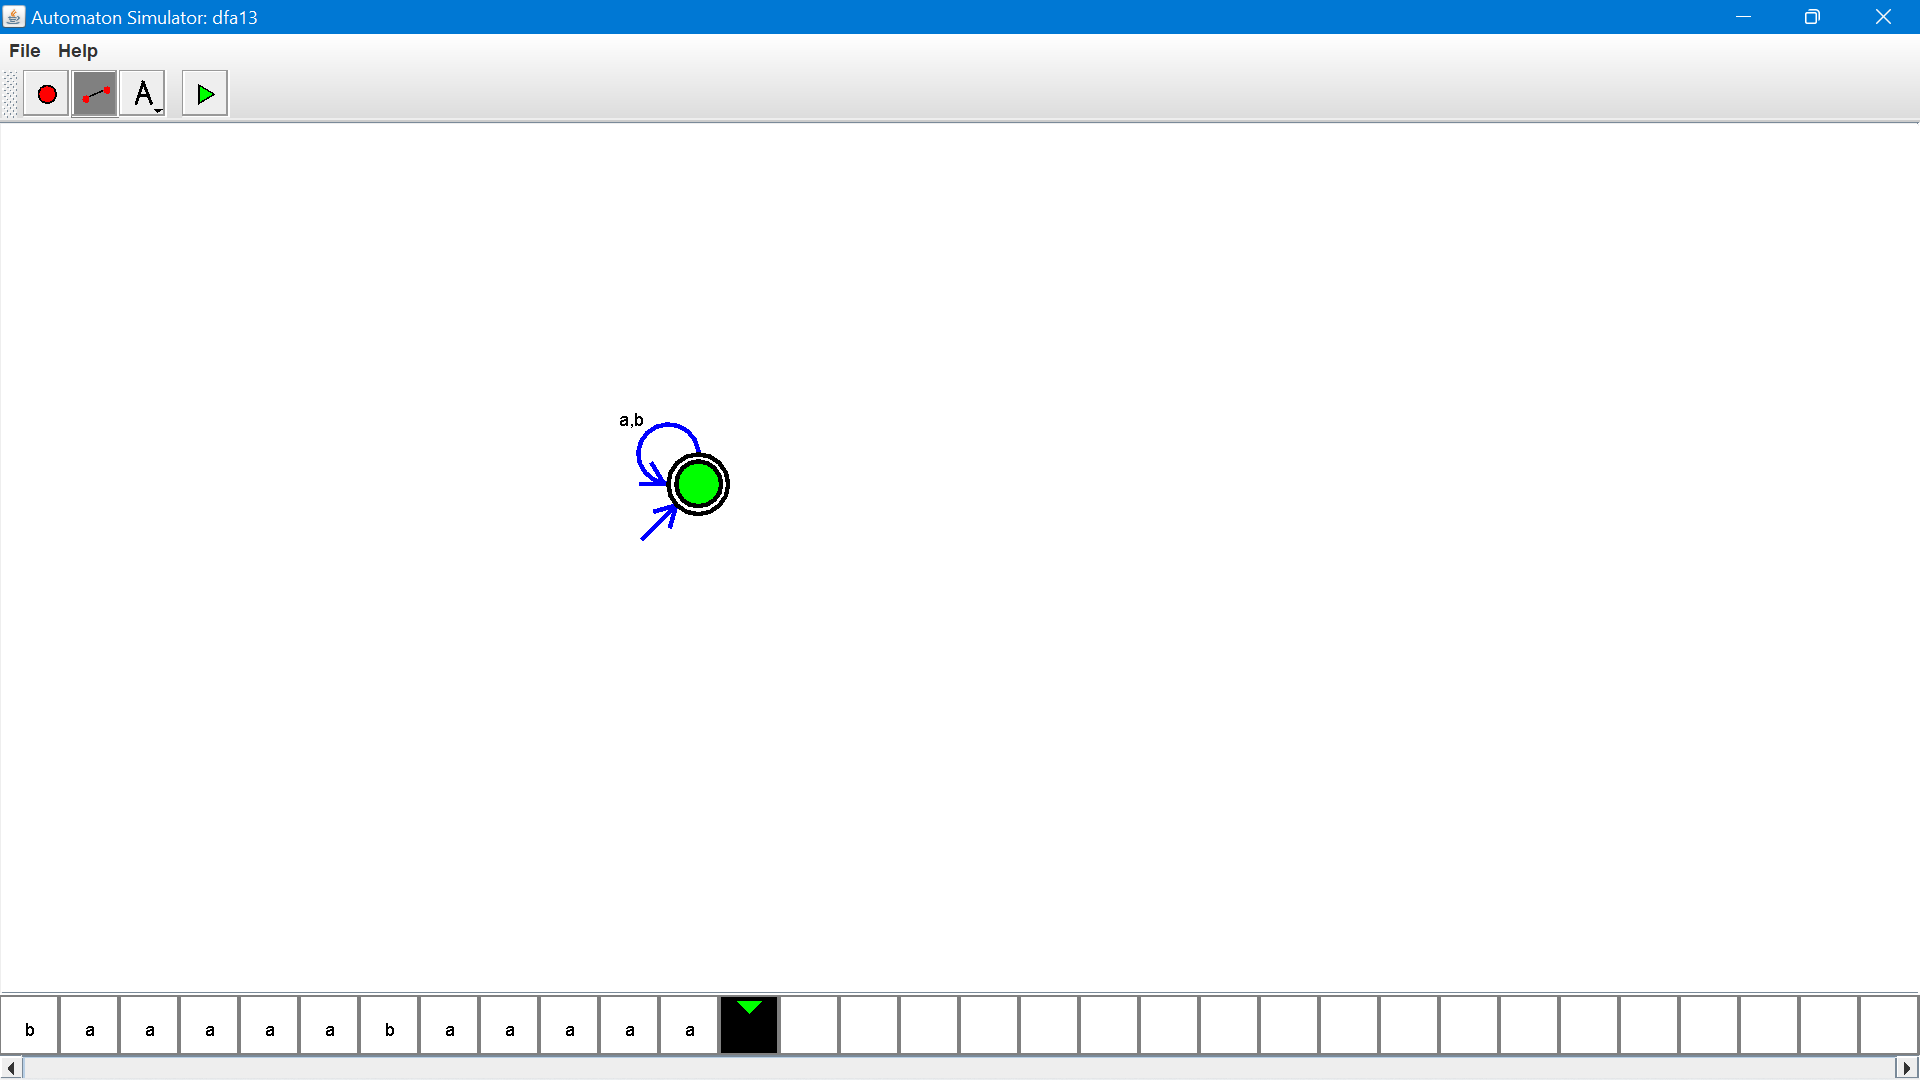 Automaton Simulator: dfa13
File Help
A
a,b
b a a a a a b a a a a a